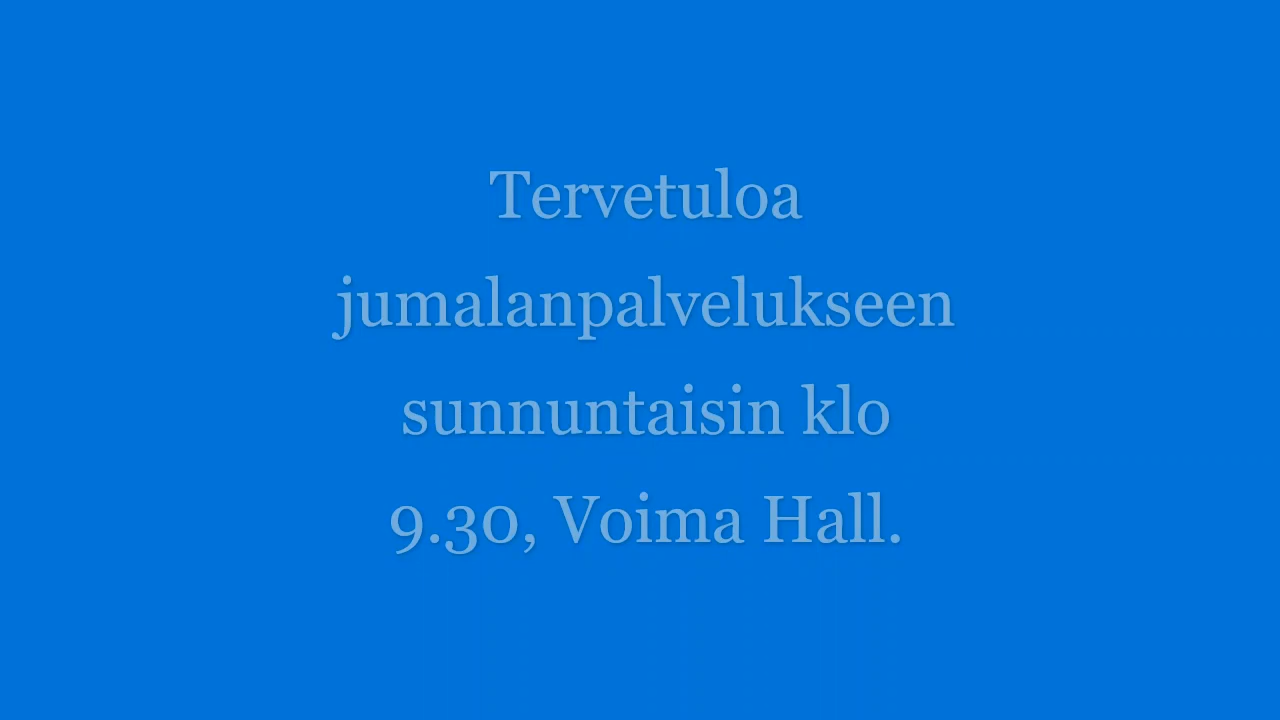 Tervetuloa
jumalanpalvelukseen
sunnuntaisin klo
9.30, Voima Hall.